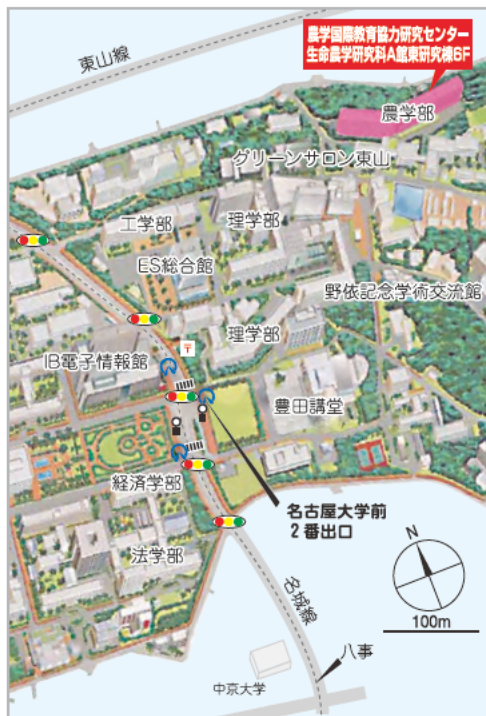 農学国際教育協力研究センター
生命農学研究科A館東研究棟6F
東山線
農学部
グリーンサロン東山
工学部
理学部
ES総合館
野依記念学術交流館
理学部
〒
IB電子情報館
豊田講堂
経済学部
名古屋大学前
2番出口
法学部
N
名城線
100m
八事
中京大学